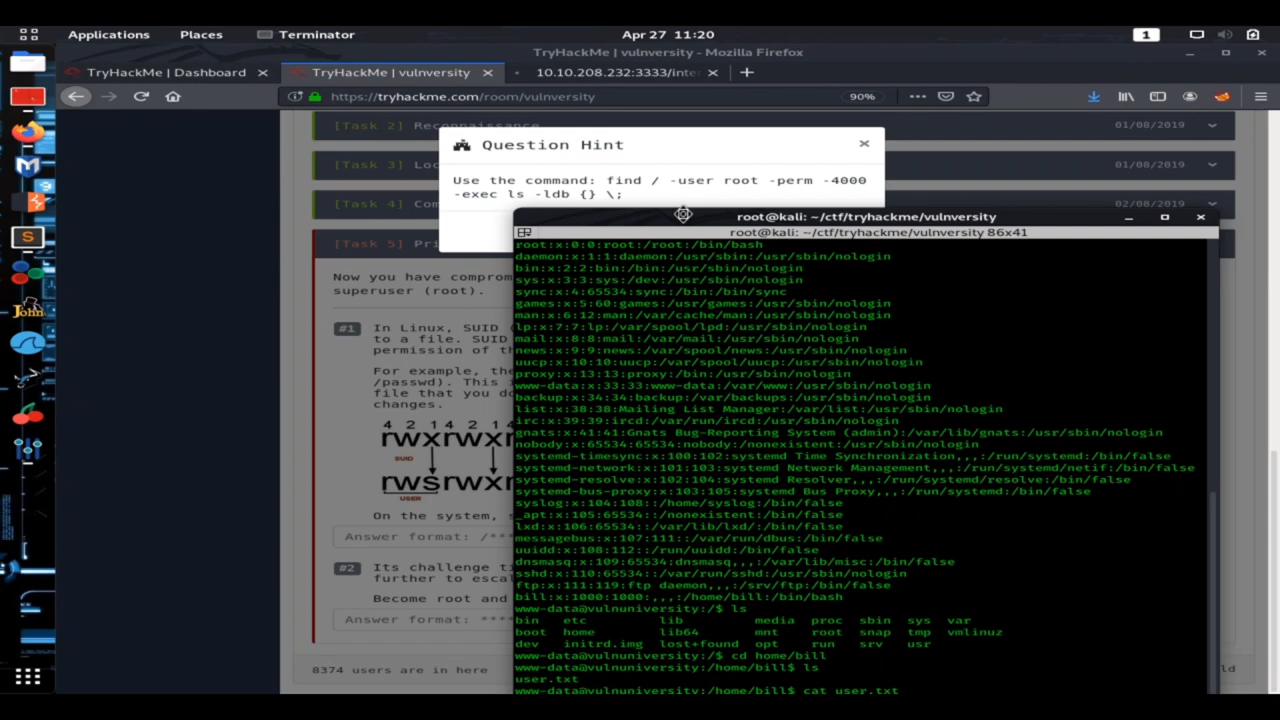 Applications Places Terminator Apr 27 11:20 1
TryHackMe | vulnversity - Mozilla Firefox
TryHackMe | Dashboard TryHackMe | vulnversity 10.10.208.232:3333/inter
https://tryhackme.com/room/vulnversity 90%
[Task 2] Reconnaissance 01/08/2019
Question Hint
[Task 3] Loc 01/08/2019
Use the command: find / -user root -perm -4000
-exec ls -ldb {} \;
[Task 4] Com 02/08/2019
[Task 5] Pri
Now you have comprom
superuser (root).
#1 In Linux, SUID (
to a file. SUID
permission of th
For example, the
/passwd). This
file that you do
changes.
4 2 1 4 2 1 4
rwxrwxr
SUID
rwsrwxr
USER
On the system, s
Answer format: /***
#2 Its challenge ti
further to escal
Become root and
Answer format: ****
8374 users are in here
ld
John
root@kali: ~/ctf/tryhackme/vulnversity
root@kali: ~/ctf/tryhackme/vulnversity 86x41
root:x:0:0:root:/root:/bin/bash
daemon:x:1:1:daemon:/usr/sbin:/usr/sbin/nologin
bin:x:2:2:bin:/bin:/usr/sbin/nologin
sys:x:3:3:sys:/dev:/usr/sbin/nologin
sync:x:4:65534:sync:/bin:/bin/sync
games:x:5:60:games:/usr/games:/usr/sbin/nologin
man:x:6:12:man:/var/cache/man:/usr/sbin/nologin
lp:x:7:7:lp:/var/spool/lpd:/usr/sbin/nologin
mail:x:8:8:mail:/var/mail:/usr/sbin/nologin
news:x:9:9:news:/var/spool/news:/usr/sbin/nologin
uucp:x:10:10:uucp:/var/spool/uucp:/usr/sbin/nologin
proxy:x:13:13:proxy:/bin:/usr/sbin/nologin
www-data:x:33:33:www-data:/var/www:/usr/sbin/nologin
backup:x:34:34:backup:/var/backups:/usr/sbin/nologin
list:x:38:38:Mailing List Manager:/var/list:/usr/sbin/nologin
irc:x:39:39:ircd:/var/run/ircd:/usr/sbin/nologin
gnats:x:41:41:Gnats Bug-Reporting System (admin):/var/lib/gnats:/usr/sbin/nologin
nobody:x:65534:65534:nobody:/nonexistent:/usr/sbin/nologin
systemd-timesync:x:100:102:systemd Time Synchronization,,,:/run/systemd:/bin/false
systemd-network:x:101:103:systemd Network Management,,,:/run/systemd/netif:/bin/false
systemd-resolve:x:102:104:systemd Resolver,,,:/run/systemd/resolve:/bin/false
systemd-bus-proxy:x:103:105:systemd Bus Proxy,,,:/run/systemd:/bin/false
syslog:x:104:108::/home/syslog:/bin/false
_apt:x:105:65534::/nonexistent:/bin/false
lxd:x:106:65534::/var/lib/lxd/:/bin/false
messagebus:x:107:111::/var/run/dbus:/bin/false
uuidd:x:108:112::/run/uuidd:/bin/false
dnsmasq:x:109:65534:dnsmasq,,,:/var/lib/misc:/bin/false
sshd:x:110:65534::/var/run/sshd:/usr/sbin/nologin
ftp:x:111:119:ftp daemon,,,:/srv/ftp:/bin/false
bill:x:1000:1000:,,,:/home/bill:/bin/bash
www-data@vulnuniversity:/$ ls
bin etc lib media proc sbin sys var
boot home lib64 mnt root snap tmp vmlinuz
dev initrd.img lost+found opt run srv usr
www-data@vulnuniversity:/$ cd home/bill
www-data@vulnuniversity:/home/bill$ ls
user.txt
www-data@vulnuniversity:/home/bill$ cat user.txt